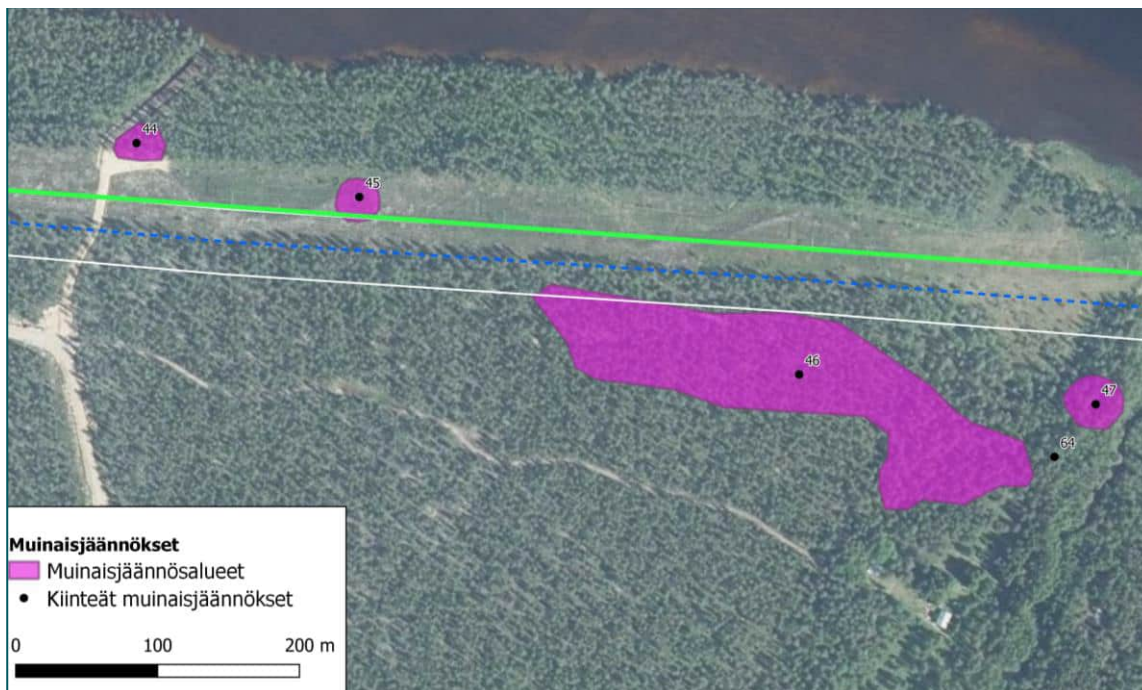 44
45
46
47
64
Muinaisjäännökset
Muinaisjäännösalueet
Kiinteät muinaisjäännökset
0 100 200 m